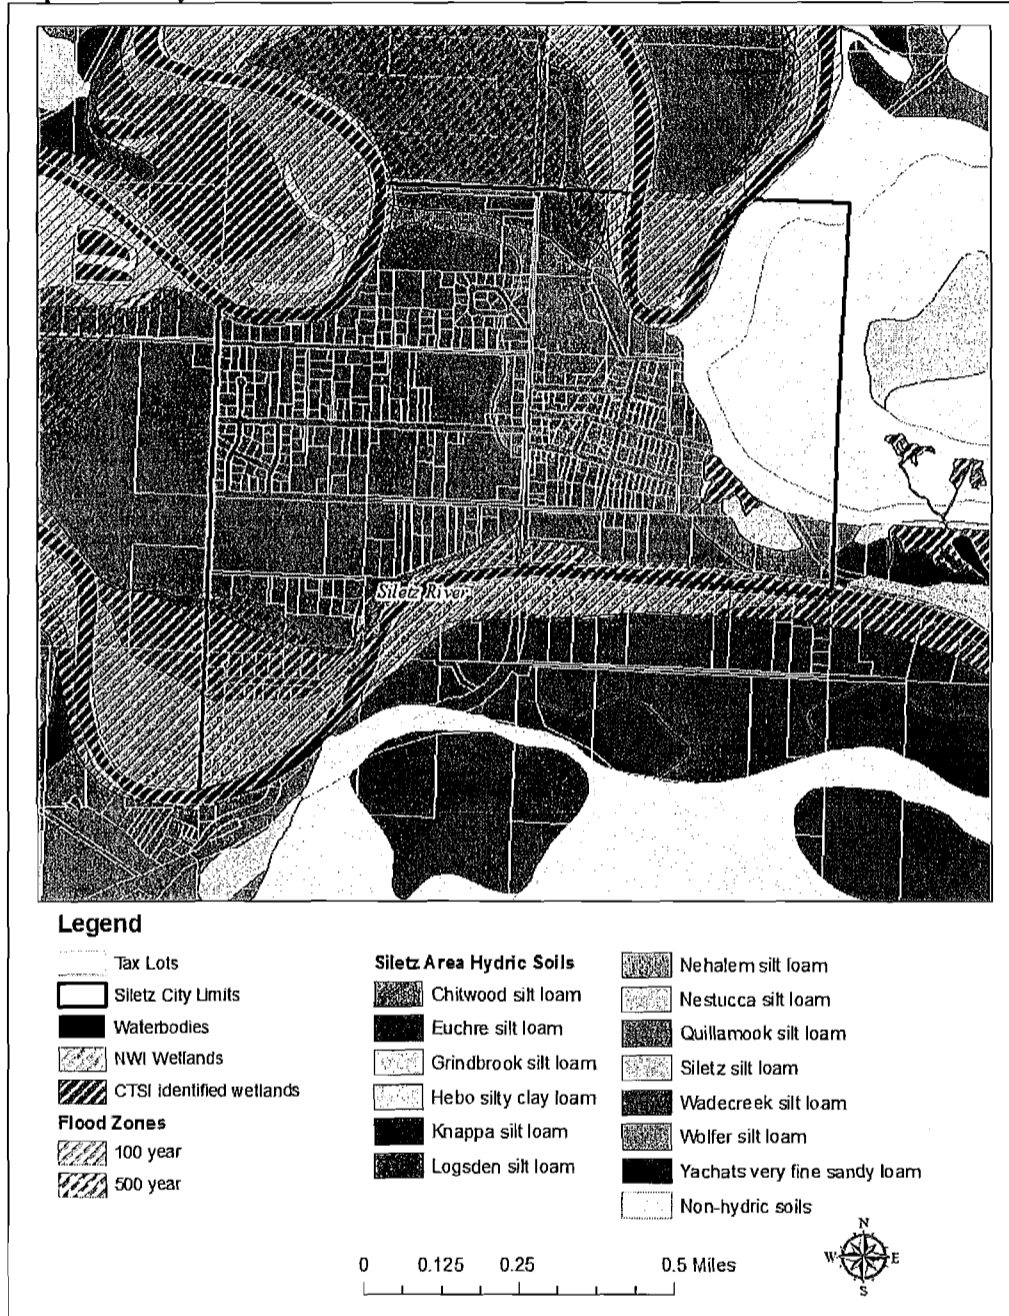 Siletz River
Legend
Tax Lots
Siletz City Limits
Waterbodies
NWI Wetlands
CTSI identified wetlands
Flood Zones
100 year
500 year
Siletz Area Hydric Soils
Chitwood silt loam
Euchre silt loam
Grindbrook silt loam
Hebo silty clay loam
Knappa silt loam
Logsden silt loam
Nehalem silt loam
Nestucca silt loam
Quillamook silt loam
Siletz silt loam
Wadecreek silt loam
Wolfer silt loam
Yachats very fine sandy loam
Non-hydric soils
0 0.125 0.25 0.5 Miles
N
W E
S